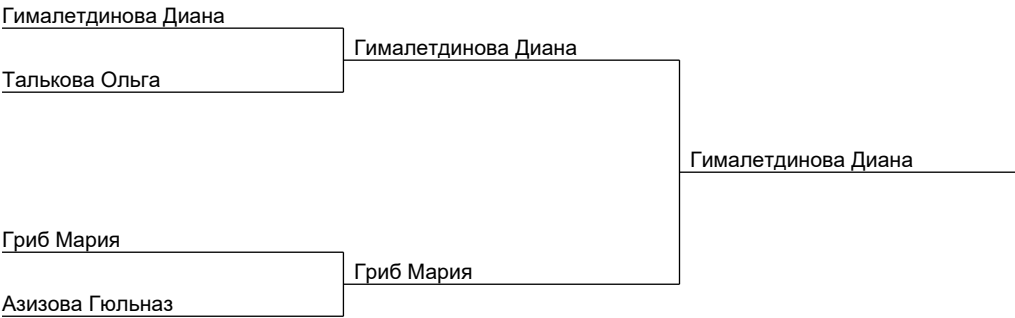 Гималетдинова Диана
Гималетдинова Диана
Талькова Ольга
Гималетдинова Диана
Гриб Мария
Гриб Мария
Азизова Гюльназ